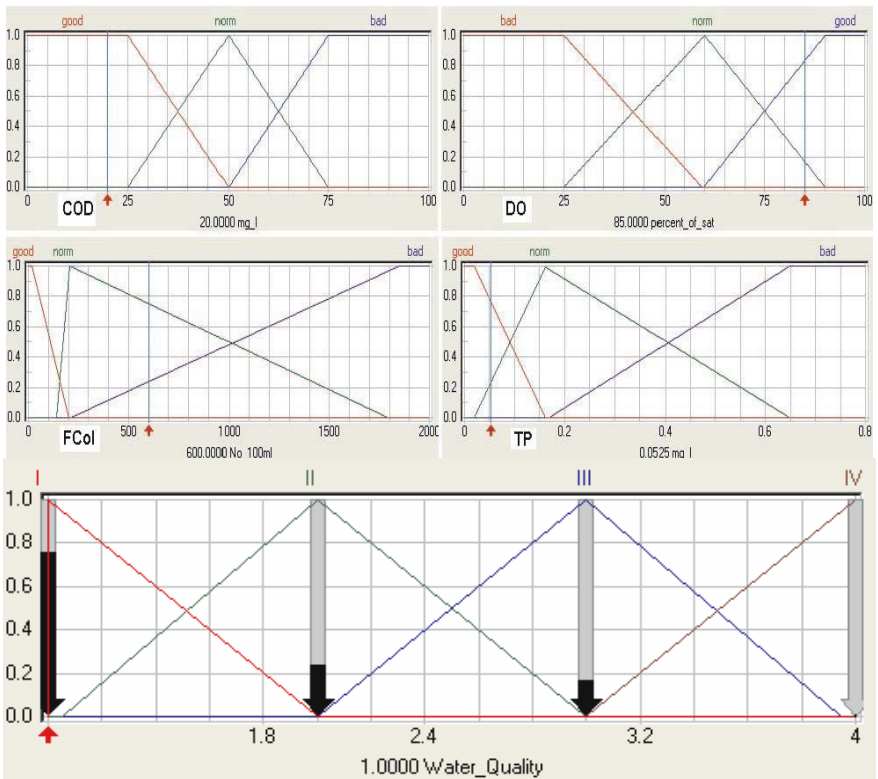 good norm bad
1.0
0.8
0.6
0.4
0.2
0.0
0 COD 25 50 75 100
20.0000 mg_l
bad norm good
1.0
0.8
0.6
0.4
0.2
0.0
0 DO 25 50 75 100
85.0000 percent_of_sat
good norm bad
1.0
0.8
0.6
0.4
0.2
0.0
0 FCol 500 1000 1500 2000
600.0000 No_100ml
norm bad
good
1.0
0.8
0.6
0.4
0.2
0.0
0 TP 0.2 0.4 0.6 0.8
0.0525 mg_l
I II III IV
1.0
0.8
0.6
0.4
0.2
0.0
1.8 2.4 3.2 4
1.0000 Water_Quality